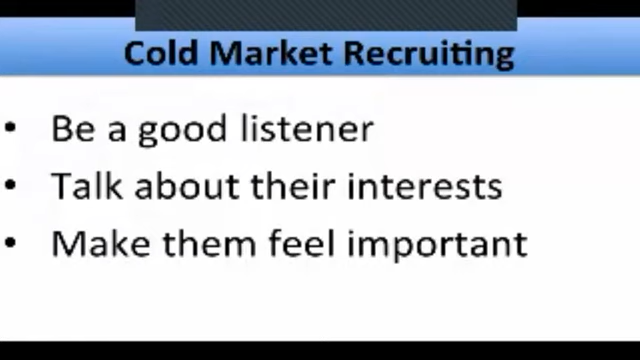 Cold Market Recruiting
• Be a good listener
• Talk about their interests
• Make them feel important